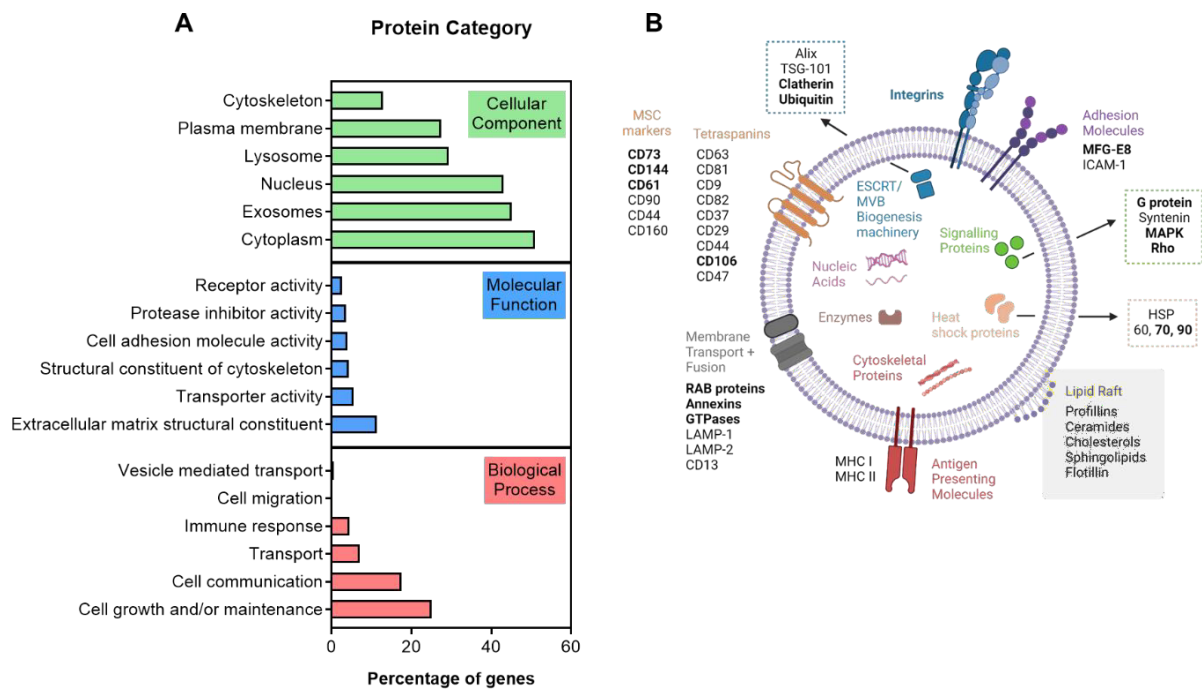 A
Protein Category
Cytoskeleton
Plasma membrane
Lysosome
Nucleus
Exosomes
Cytoplasm
Cellular
Component
Receptor activity
Protease inhibitor activity
Cell adhesion molecule activity
Structural constituent of cytoskeleton
Transporter activity
Extracellular matrix structural constituent
Molecular
Function
Vesicle mediated transport
Cell migration
Immune response
Transport
Cell communication
Cell growth and/or maintenance
Biological
Process
0
20
40
60
Percentage of genes
B
Alix
TSG-101
Clatherin
Ubiquitin
Integrins
Adhesion
Molecules
MFG-E8
ICAM-1
MSC
markers
CD73
CD144
CD61
CD90
CD44
CD160
Tetraspanins
CD63
CD81
CD9
CD82
CD37
CD29
CD44
CD106
CD47
ESCRT/
MVB
Biogenesis
machinery
Signalling
Proteins
G protein
Syntenin
MAPK
Rho
Nucleic
Acids
Enzymes
Heat
shock proteins
HSP
60, 70, 90
Membrane
Transport +
Fusion
RAB proteins
Annexins
GTPases
LAMP-1
LAMP-2
CD13
Cytoskeletal
Proteins
Lipid Raft
Profillins
Ceramides
Cholesterols
Sphingolipids
Flotillin
MHC I
MHC II
Antigen
Presenting
Molecules